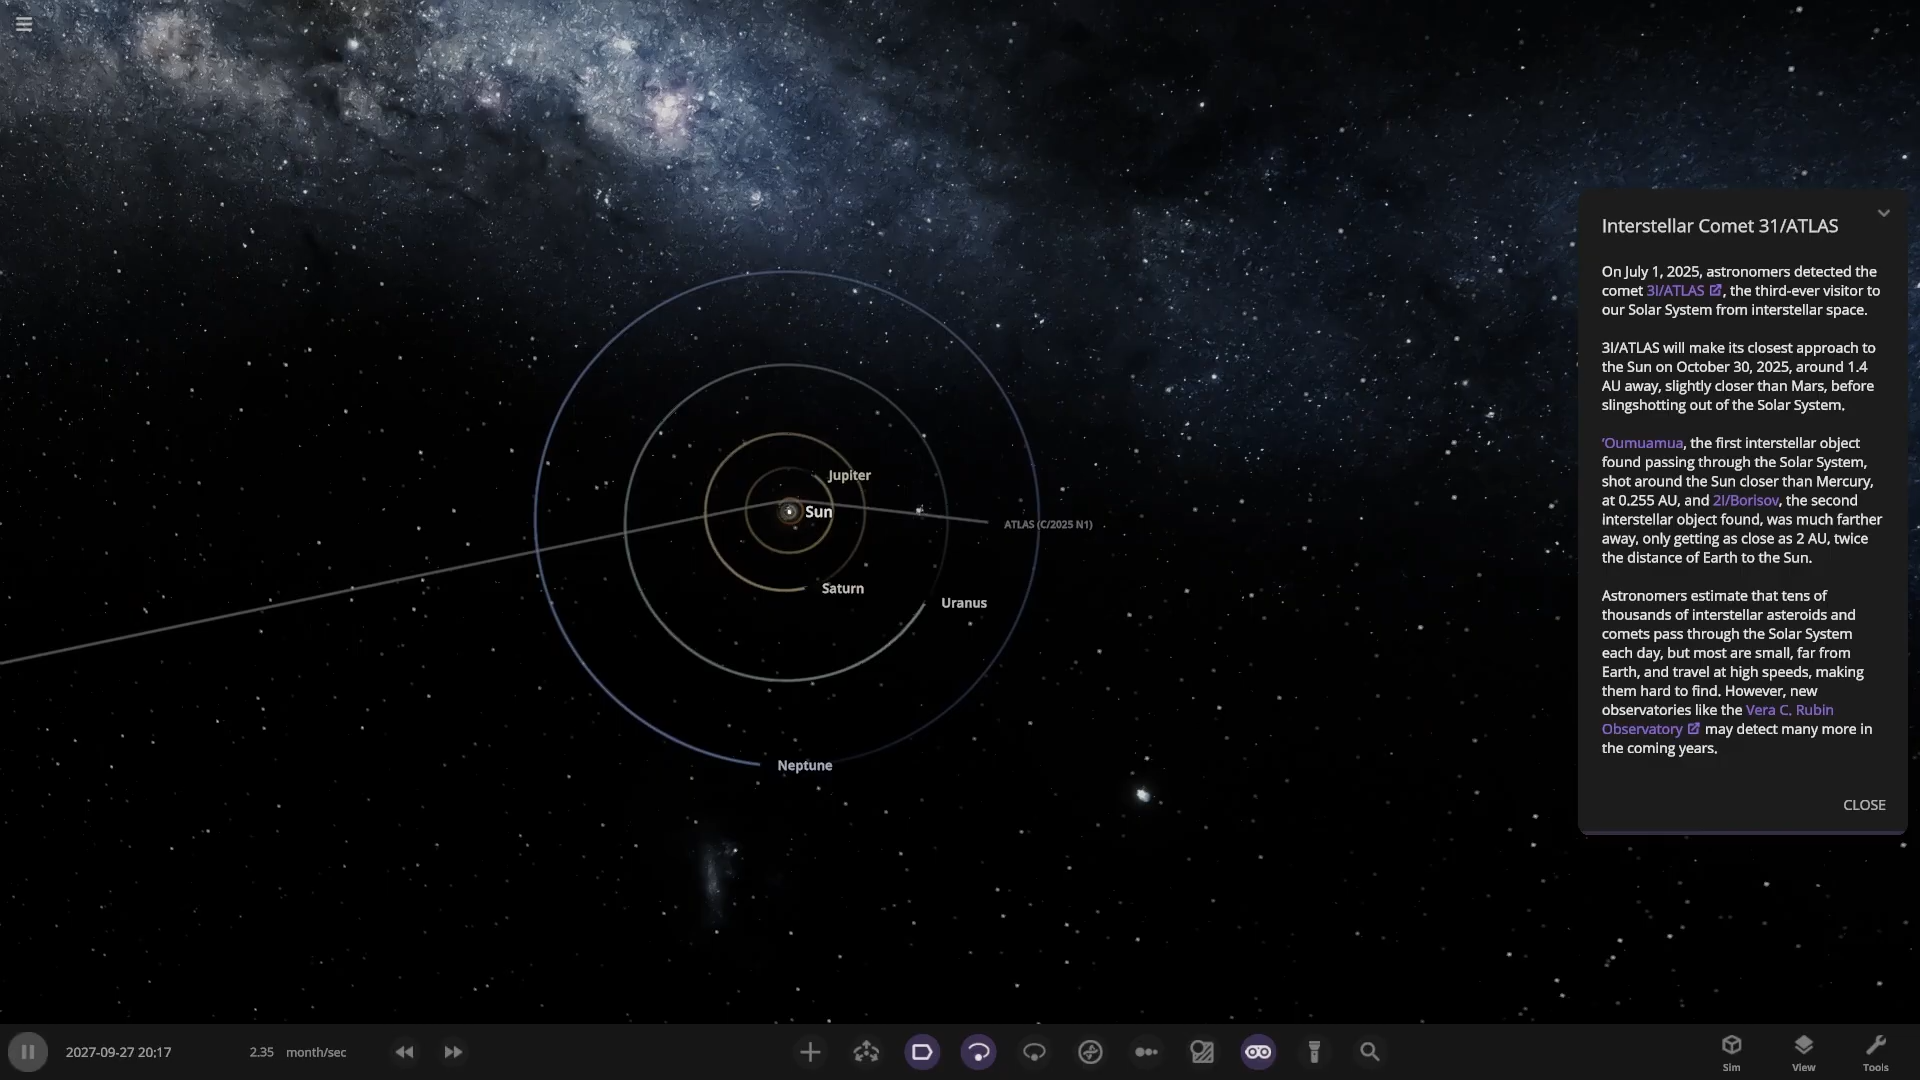 Interstellar Comet 31/ATLAS
On July 1, 2025, astronomers detected the
comet 3I/ATLAS, the third-ever visitor to
our Solar System from interstellar space.
3I/ATLAS will make its closest approach to
the Sun on October 30, 2025, around 1.4
AU away, slightly closer than Mars, before
slingshotting out of the Solar System.
‘Oumuamua, the first interstellar object
found passing through the Solar System,
shot around the Sun closer than Mercury,
at 0.255 AU, and 2I/Borisov, the second
interstellar object found, was much farther
away, only getting as close as 2 AU, twice
the distance of Earth to the Sun.
Astronomers estimate that tens of
thousands of interstellar asteroids and
comets pass through the Solar System
each day, but most are small, far from
Earth, and travel at high speeds, making
them hard to find. However, new
observatories like the Vera C. Rubin
Observatory may detect many more in
the coming years.
CLOSE
Jupiter
Sun
ATLAS (C/2025 N1)
Saturn
Uranus
Neptune
2027-09-27 20:17
2.35 month/sec
Sim
View
Tools